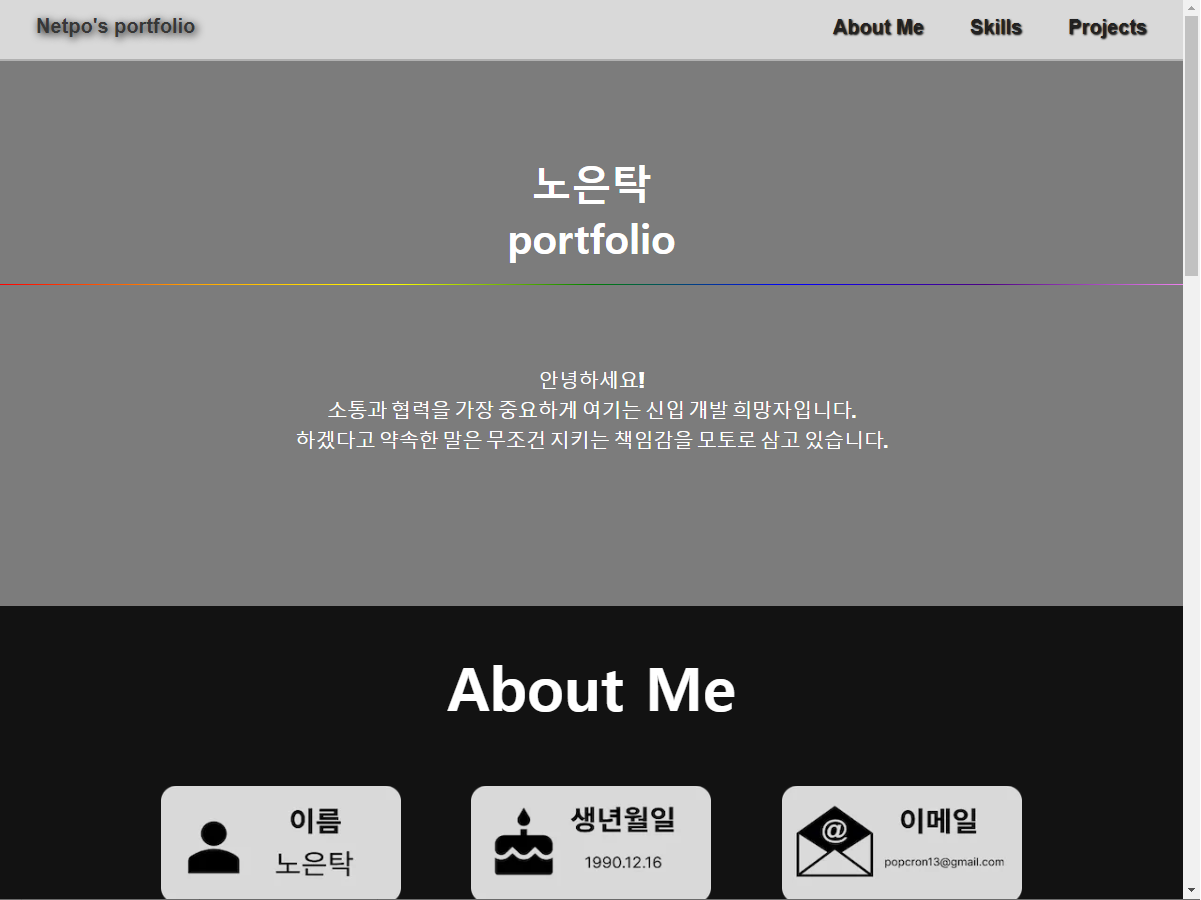 Netpo's portfolio
About Me Skills Projects
노은탁
portfolio
안녕하세요!
소통과 협력을 가장 중요하게 여기는 신입 개발 희망자입니다.
하겠다고 약속한 말은 무조건 지키는 책임감을 모토로 삼고 있습니다.
About Me
이름
노은탁
생년월일
1990.12.16
이메일
popcron13@gmail.com